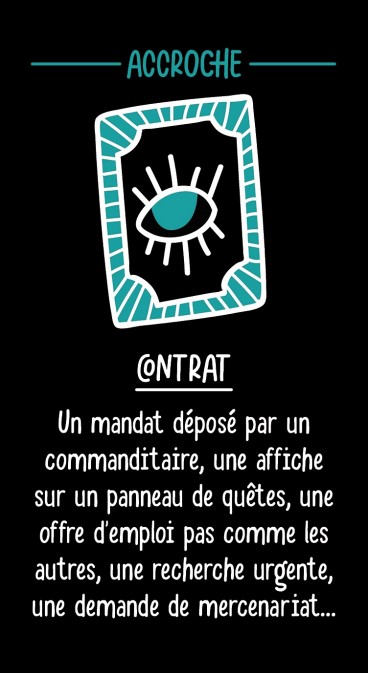 ACCROCHE
CONTRAT
Un mandat déposé par un
commanditaire, une affiche
sur un panneau de quêtes, une
offre d'emploi pas comme les
autres, une recherche urgente,
une demande de mercenariat...